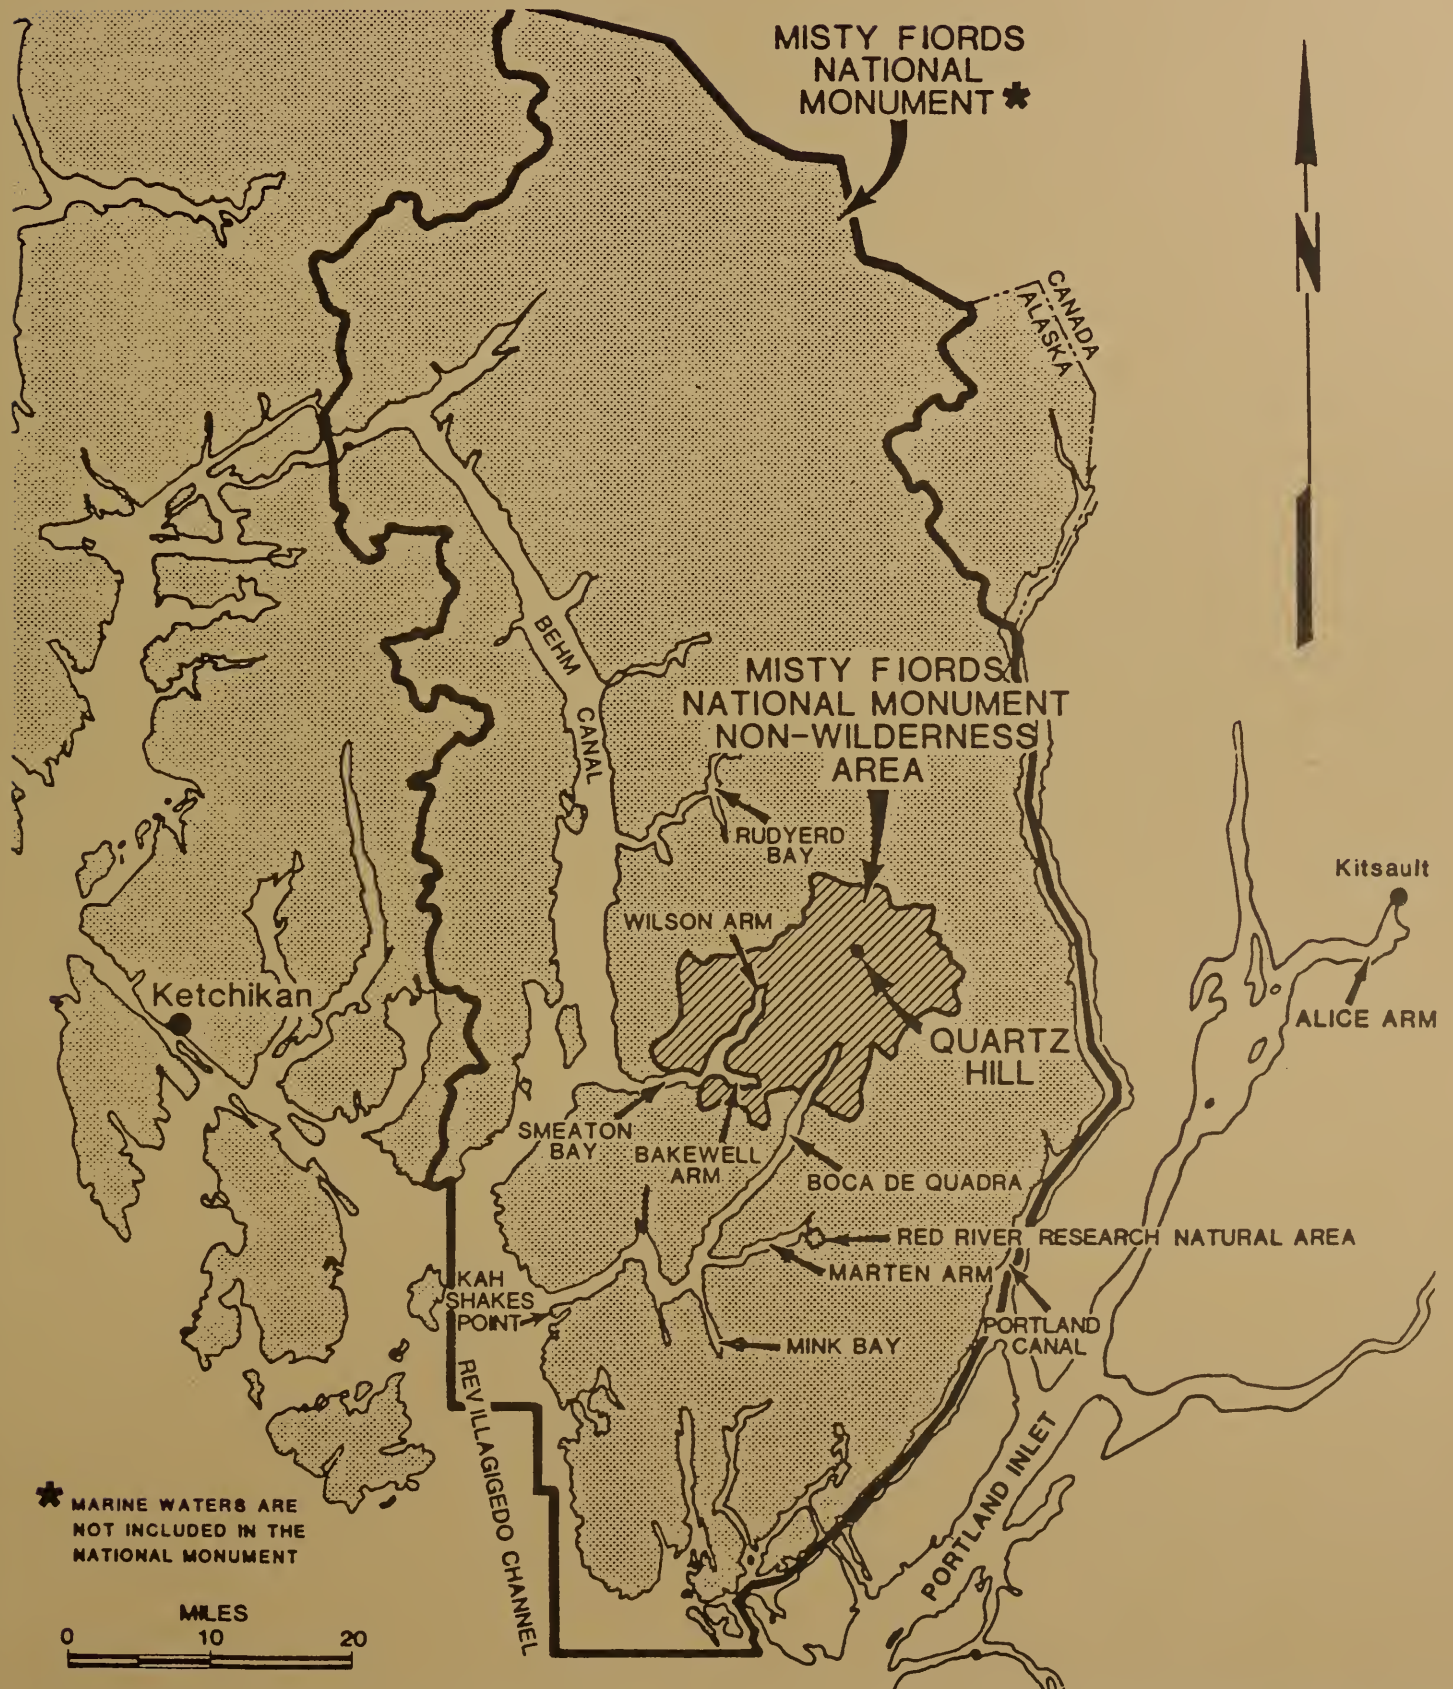 MISTY FIORDS
NATIONAL
MONUMENT *
N
CANADA
ALASKA
BEHM
CANAL
MISTY FIORDS
NATIONAL MONUMENT
NON-WILDERNESS
AREA
RUDYERD
BAY
Kitsault
WILSON ARM
Ketchikan
ALICE ARM
QUARTZ
HILL
SMEATON
BAY
BAKEWELL
ARM
BOCA DE QUADRA
RED RIVER RESEARCH NATURAL AREA
MARTEN ARM
KAH
SHAKES
POINT
PORTLAND
CANAL
MINK BAY
REVILLAGIGEDO CHANNEL
PORTLAND INLET
* MARINE WATERS ARE
NOT INCLUDED IN THE
NATIONAL MONUMENT
MILES
0 10 20